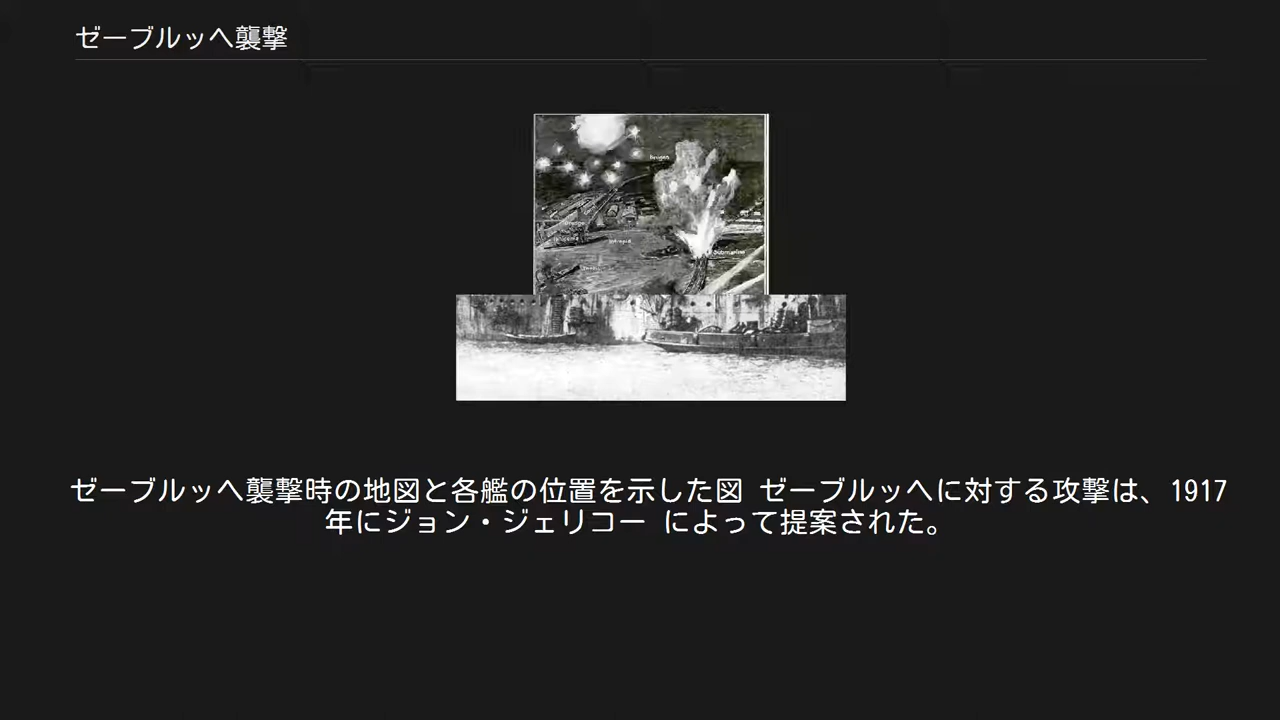 ゼーブルッヘ襲撃
Bruges
Submarine
ゼーブルッヘ襲撃時の地図と各艦の位置を示した図 ゼーブルッヘに対する攻撃は、1917
年にジョン・ジェリコー によって提案された。